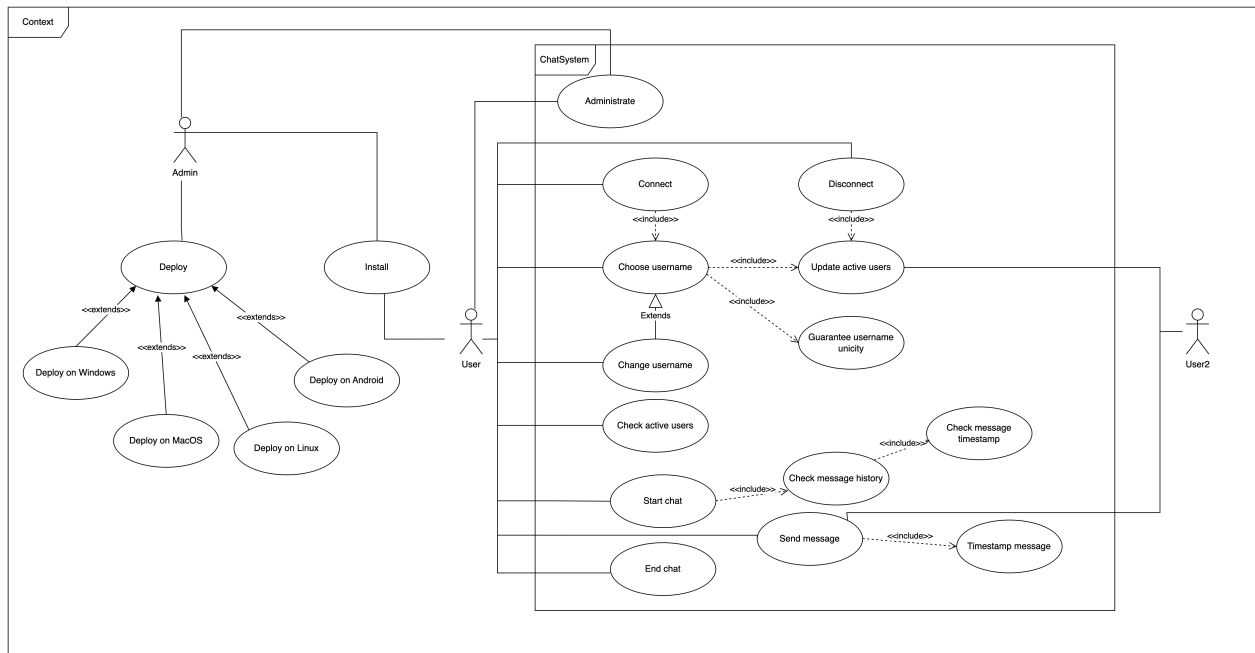 Context
ChatSystem
Administrate
Admin
Connect
Disconnect
<<include>>
<<include>>
Deploy
Install
Choose username
<<include>>
Update active users
<<extends>>
<<extends>>
<<extends>>
<<extends>>
<<include>>
Extends
Guarantee username
unicity
User
User2
Deploy on Windows
Deploy on Android
Change username
Deploy on MacOS
Deploy on Linux
Check active users
Check message
timestamp
<<include>>
Check message history
<<include>>
Start chat
Send message
<<include>>
Timestamp message
End chat